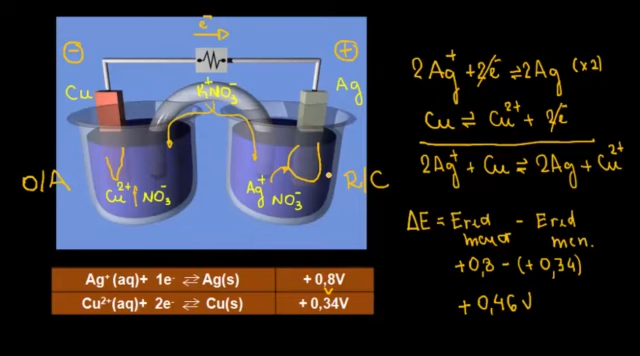 e⁻
⊖
⊕
Cu
K⁺NO₃⁻
Ag
O/A
Cu²⁺ NO₃⁻
Ag⁺ NO₃⁻
R/C
Ag⁺(aq)+ 1e⁻ ⇌ Ag(s) + 0,8V
Cu²⁺(aq)+ 2e⁻ ⇌ Cu(s) + 0,34V
2Ag⁺ + 2e⁻ ⇌ 2Ag (x2)
Cu ⇌ Cu²⁺ + 2e⁻
2Ag⁺ + Cu ⇌ 2Ag + Cu²⁺
ΔE = Ered - Ered
maior men.
+0,8 - (+0,34)
+0,46V